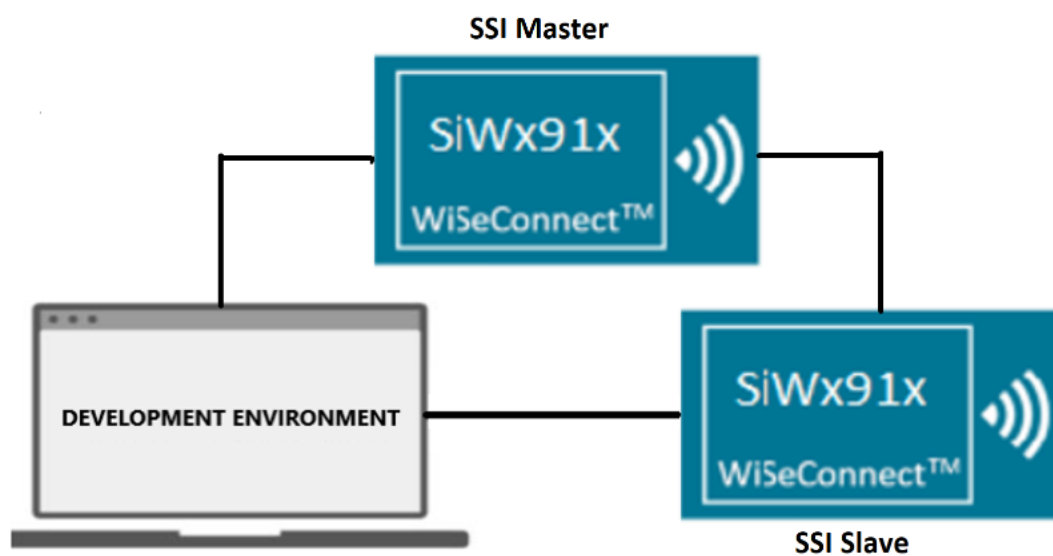 SSI Master
SiWx91x
WiSeConnect™
DEVELOPMENT ENVIRONMENT
SiWx91x
WiSeConnect™
SSI Slave